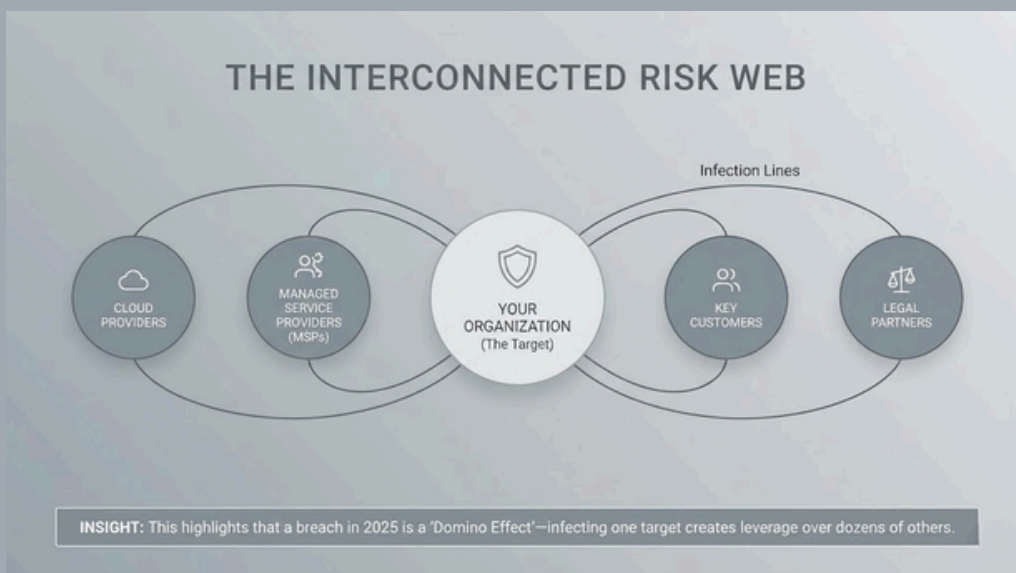 THE INTERCONNECTED RISK WEB
Infection Lines
CLOUD
PROVIDERS
MANAGED
SERVICE
PROVIDERS
(MSPs)
YOUR
ORGANIZATION
(The Target)
KEY
CUSTOMERS
LEGAL
PARTNERS
INSIGHT: This highlights that a breach in 2025 is a ‘Domino Effect’—infecting one target creates leverage over dozens of others.